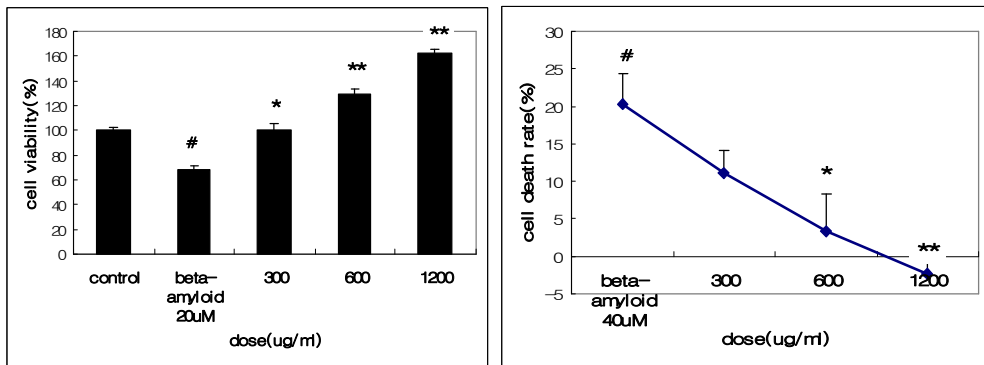 cell viability(%)
180
160
140
120
100
80
60
40
20
0
#
*
**
**
control
beta-
amyloid
20uM
300
600
1200
dose(ug/ml)
cell death rate(%)
30
25
20
15
10
5
0
-5
#
*
**
beta-
amyloid
40uM
300
600
1200
dose(ug/ml)